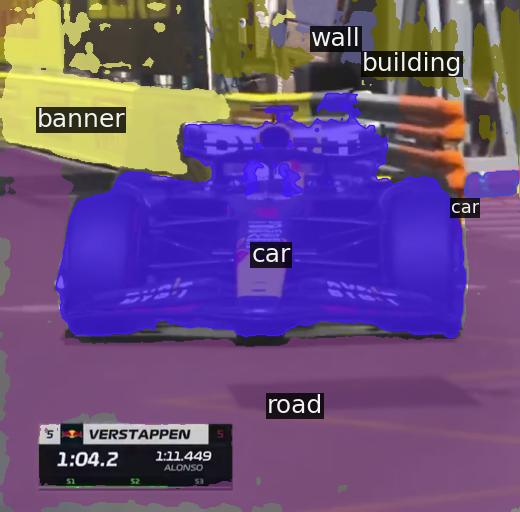 wall
building
banner
car
car
road
5 VERSTAPPEN 5
1:04.2 1:11.449
ALONSO
S1 S2 S3